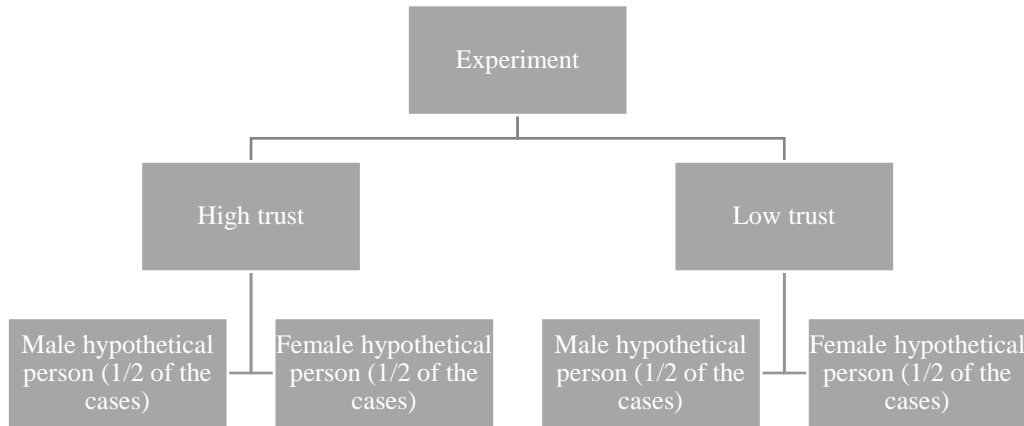 Experiment
High trust
Low trust
Male hypothetical
person (1/2 of the
cases)
Female hypothetical
person (1/2 of the
cases)
Male hypothetical
person (1/2 of the
cases)
Female hypothetical
person (1/2 of the
cases)